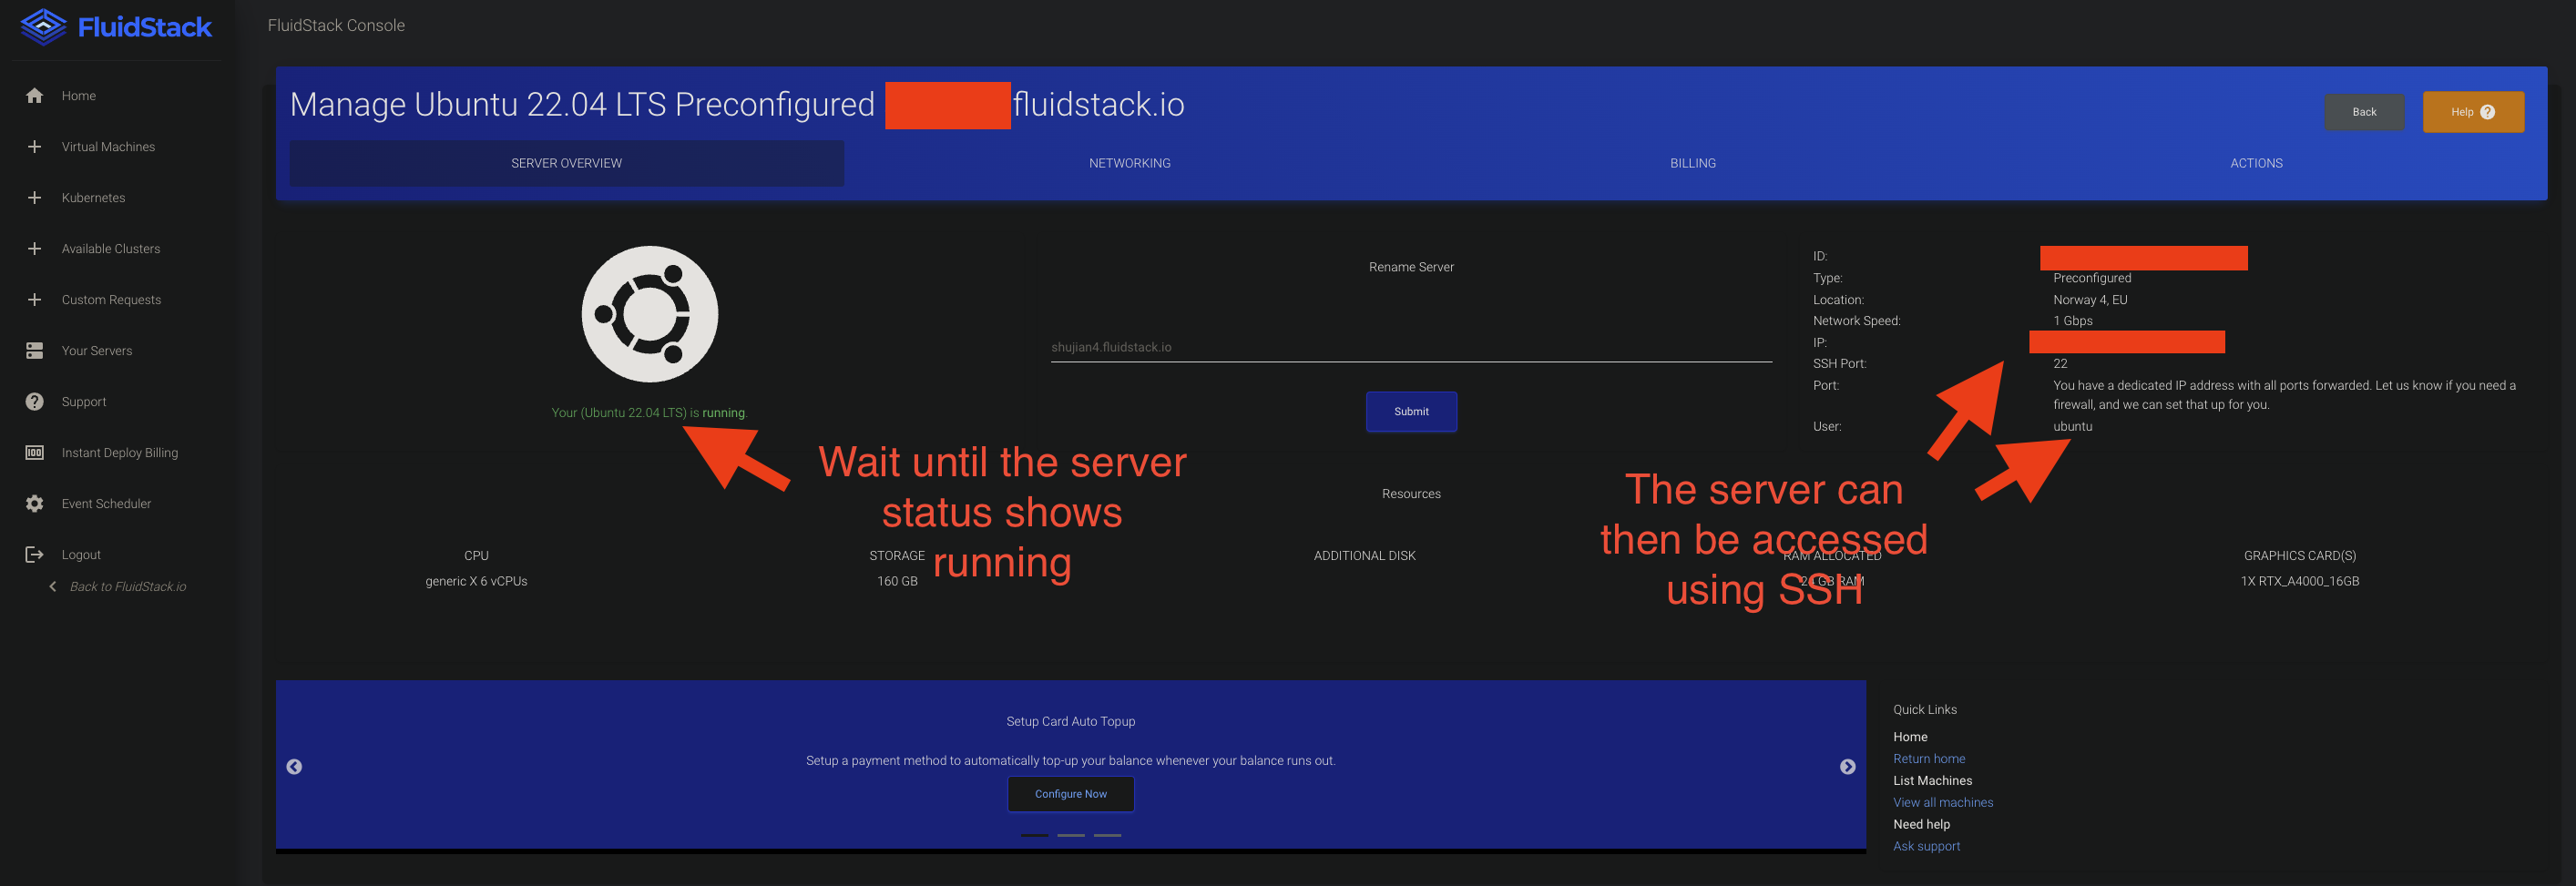 FluidStack
FluidStack Console
Home
Virtual Machines
Kubernetes
Available Clusters
Custom Requests
Your Servers
Support
Instant Deploy Billing
Event Scheduler
Logout
Back to FluidStack.io
Manage Ubuntu 22.04 LTS Preconfigured fluidstack.io
Back
Help ?
SERVER OVERVIEW
NETWORKING
BILLING
ACTIONS
Your (Ubuntu 22.04 LTS) is running.
Wait until the server
status shows
running
Rename Server
shujian4.fluidstack.io
Submit
ID:
Type: Preconfigured
Location: Norway 4, EU
Network Speed: 1 Gbps
IP:
SSH Port: 22
Port: You have a dedicated IP address with all ports forwarded. Let us know if you need a
firewall, and we can set that up for you.
User: ubuntu
The server can
then be accessed
using SSH
Resources
CPU
generic X 6 vCPUs
STORAGE
160 GB
ADDITIONAL DISK
RAM ALLOCATED
24 GB RAM
GRAPHICS CARD(S)
1X RTX_A4000_16GB
Setup Card Auto Topup
Setup a payment method to automatically top-up your balance whenever your balance runs out.
Configure Now
Quick Links
Home
Return home
List Machines
View all machines
Need help
Ask support